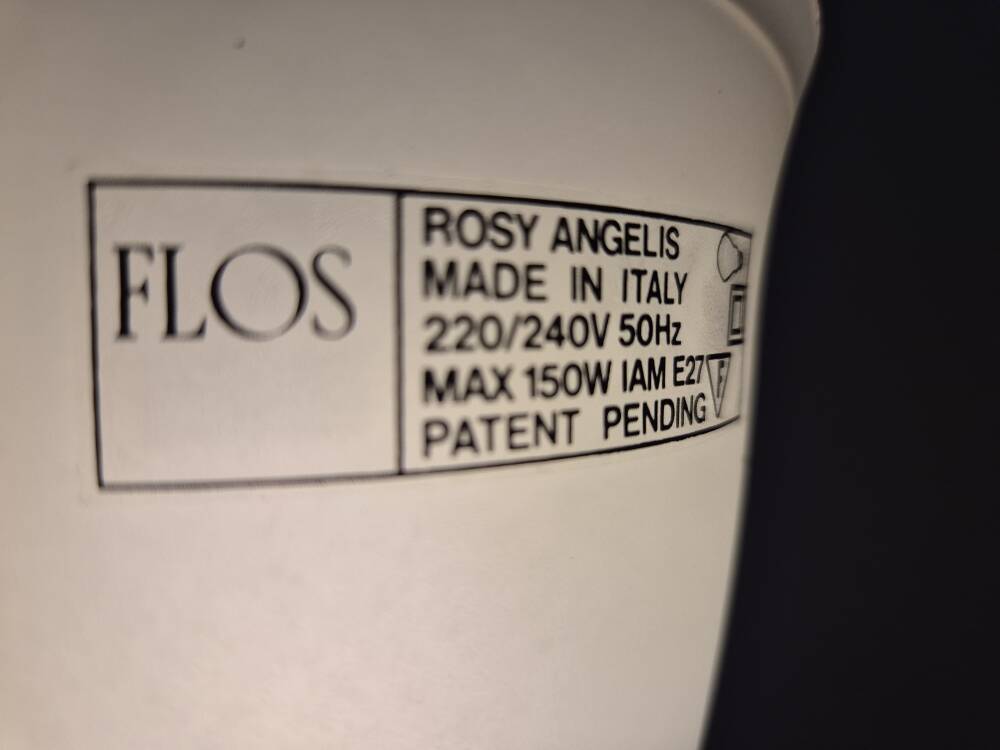 FLOS
ROSY ANGELIS
MADE IN ITALY
220/240V 50Hz
MAX 150W IAM E27
F
PATENT PENDING